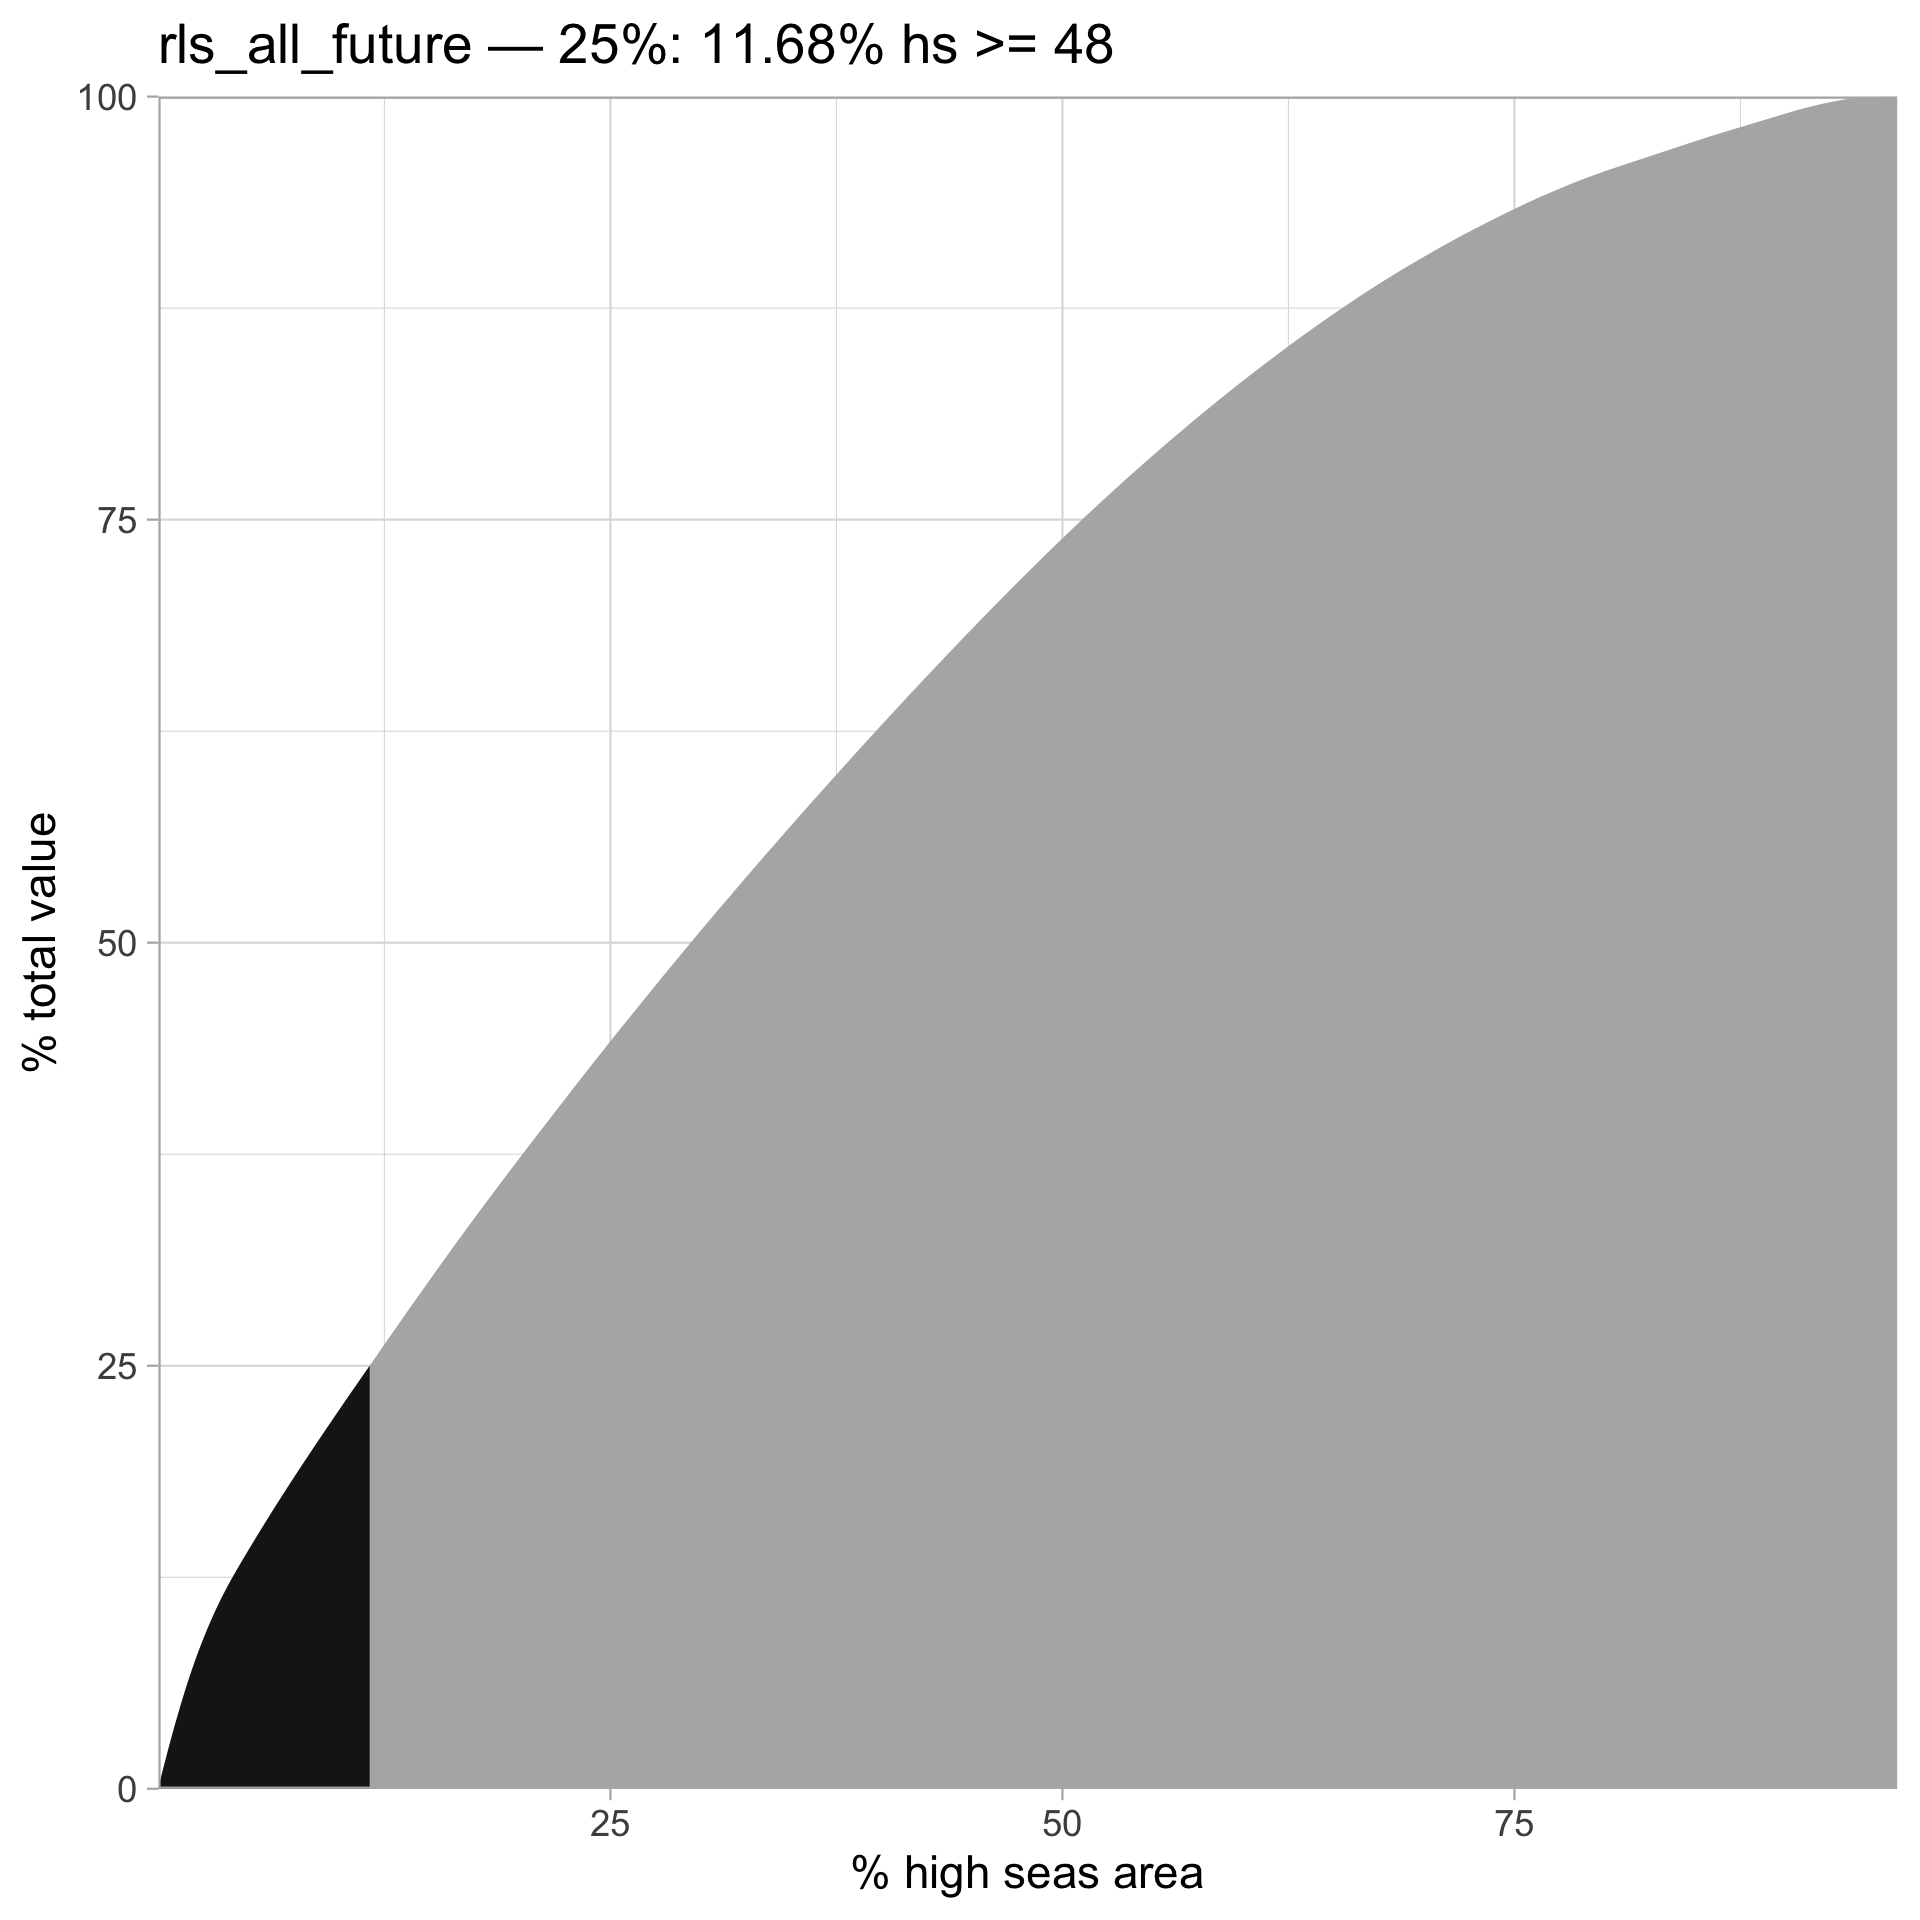 rls_all_future — 25%: 11.68% hs >= 48
100
75
50
25
0
% total value
25
50
75
% high seas area